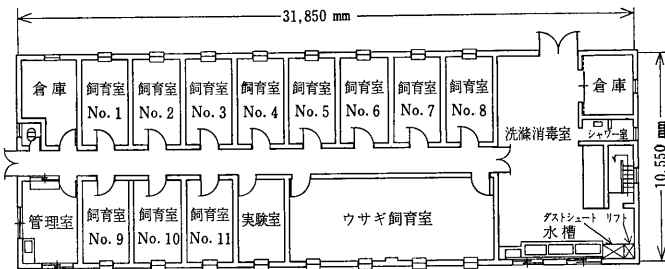 31,850 mm
倉庫
飼育室
No. 1
飼育室
No. 2
飼育室
No. 3
飼育室
No. 4
飼育室
No. 5
飼育室
No. 6
飼育室
No. 7
飼育室
No. 8
洗滌消毒室
倉庫
シャワー室
10,550 mm
管理室
飼育室
No. 9
飼育室
No. 10
飼育室
No. 11
実験室
ウサギ飼育室
ダストシュート
リフト
水槽